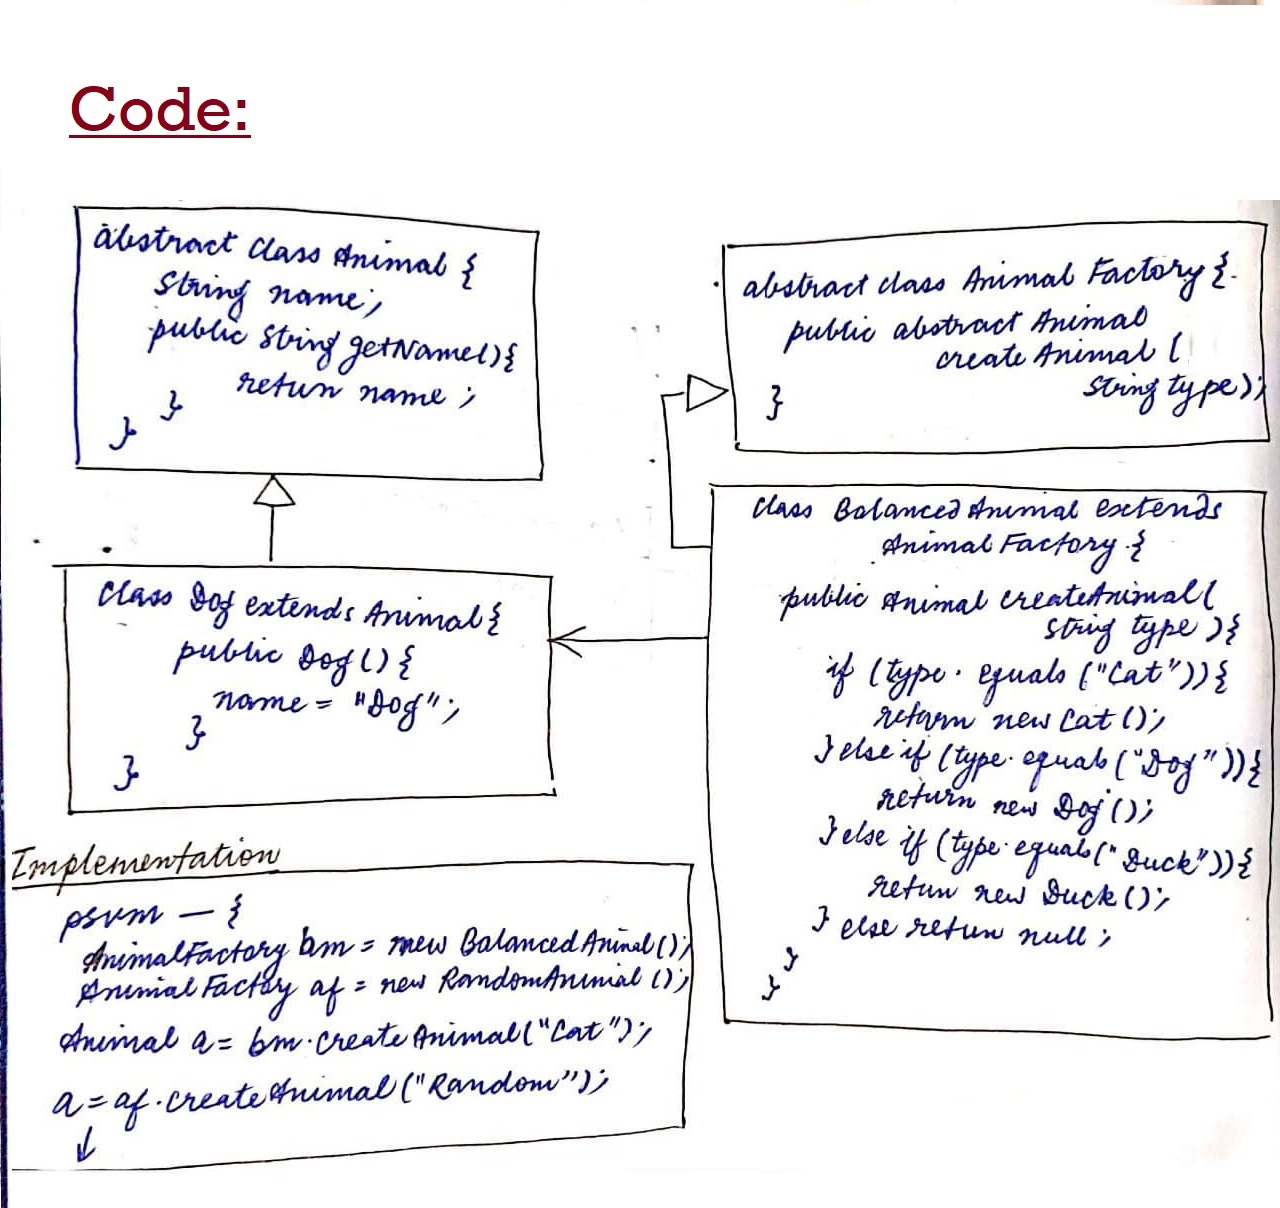 Code:
abstract class Animal {
String name;
public String getName(){
return name ;
}
}
class Dog extends Animal{
public Dog() {
name = "Dog";
}
}
abstract class Animal Factory {
public abstract Animal
create Animal (
String type);
}
class Balanced Animal extends
Animal Factory {
public Animal createAnimal(
String type ){
if (type. equals ("Cat")){
return new Cat ();
} else if (type. equals ("Dog")){
return new Dog ();
} else if (type. equals ("Duck")){
return new Duck ();
} else return null ;
}
}
Implementation
psvm — {
AnimalFactory bm = new BalancedAnimal();
Animal Factory af = new RandomAnimal ();
Animal a = bm. create Animal ("Cat");
a = af. create Animal ("Random");